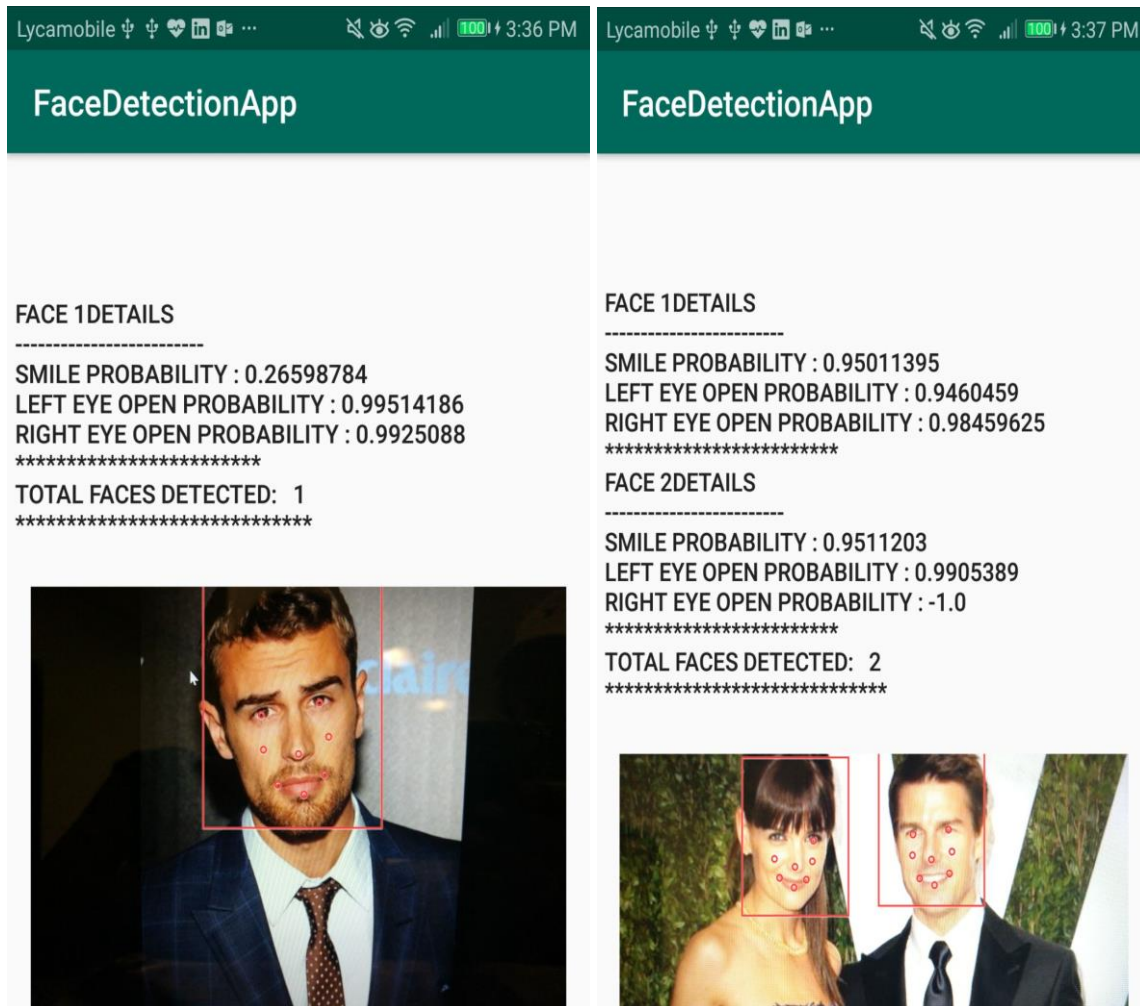 Lycamobile 100 3:36 PM
FaceDetectionApp
FACE 1DETAILS
--------------------------
SMILE PROBABILITY : 0.26598784
LEFT EYE OPEN PROBABILITY : 0.99514186
RIGHT EYE OPEN PROBABILITY : 0.9925088
************************
TOTAL FACES DETECTED: 1
*****************************
claire
Lycamobile 100 3:37 PM
FaceDetectionApp
FACE 1DETAILS
-------------------------
SMILE PROBABILITY : 0.95011395
LEFT EYE OPEN PROBABILITY : 0.9460459
RIGHT EYE OPEN PROBABILITY : 0.98459625
************************
FACE 2DETAILS
-------------------------
SMILE PROBABILITY : 0.9511203
LEFT EYE OPEN PROBABILITY : 0.9905389
RIGHT EYE OPEN PROBABILITY : -1.0
************************
TOTAL FACES DETECTED: 2
*****************************